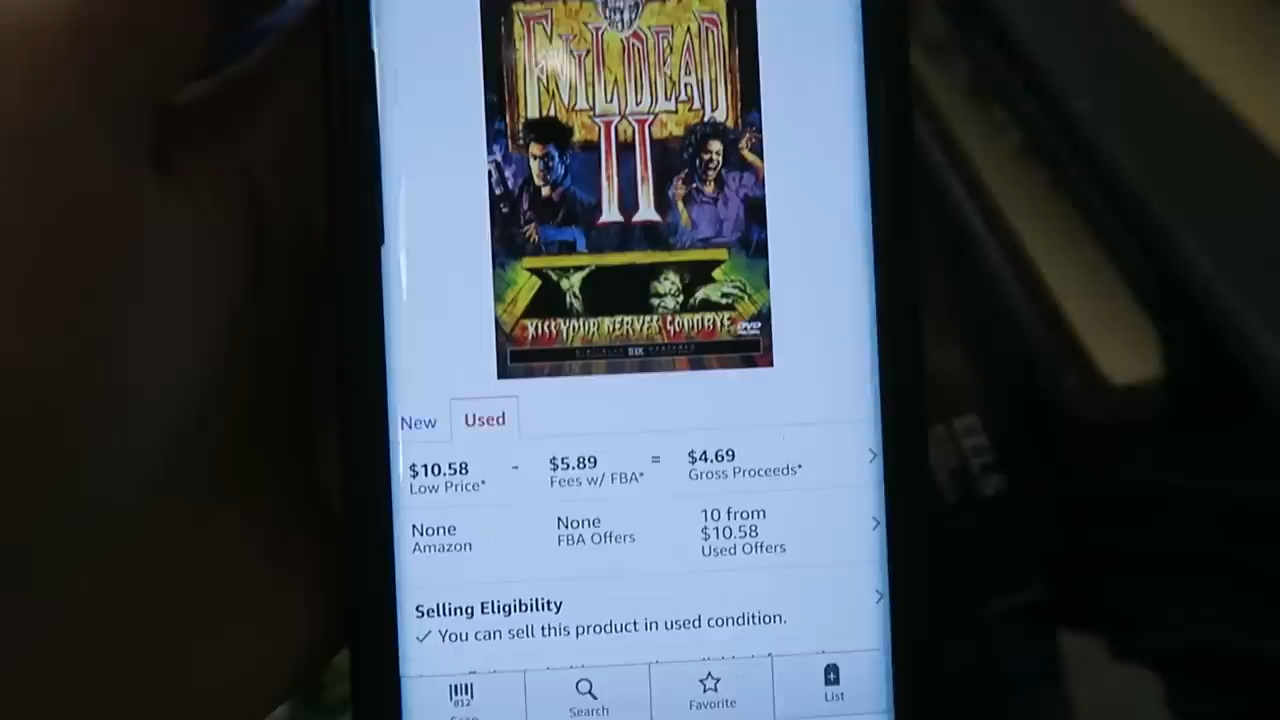 EVIL DEAD
II
KISS YOUR NERVES GOODBYE
DVD
New
Used
$10.58
Low Price*
-
$5.89
Fees w/ FBA*
=
$4.69
Gross Proceeds*
None
Amazon
None
FBA Offers
10 from
$10.58
Used Offers
Selling Eligibility
✓ You can sell this product in used condition.
012
Search
Favorite
List